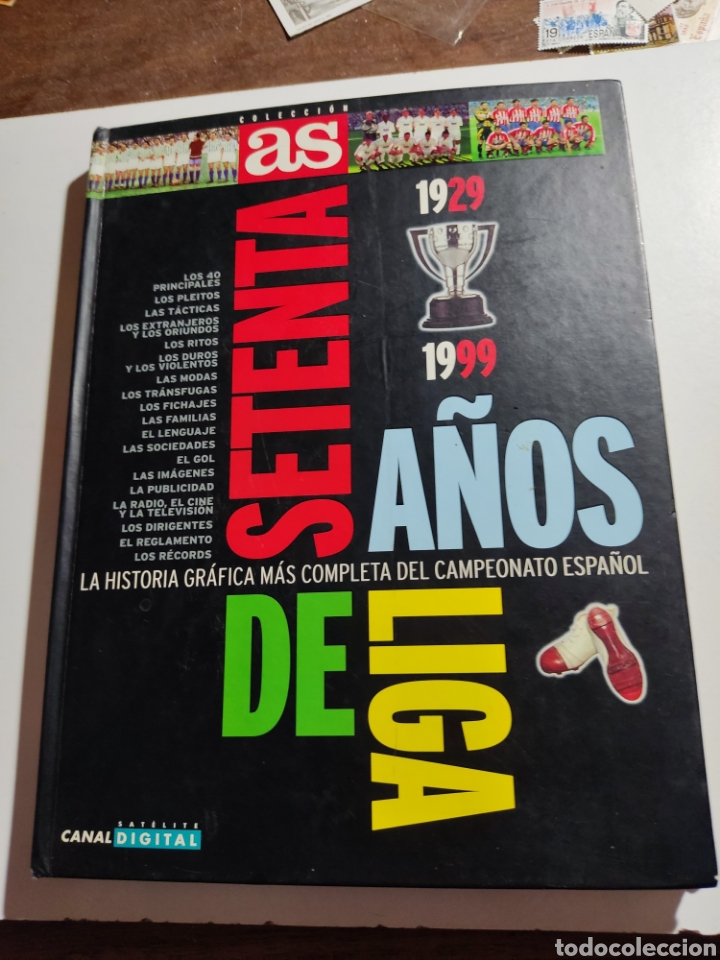 19
ESPAÑA
COLECCIÓN
as
1929
1999
LOS 40
PRINCIPALES
LOS PLEITOS
LAS TÁCTICAS
LOS EXTRANJEROS
Y LOS ORIUNDOS
LOS RITOS
LOS DUROS
Y LOS VIOLENTOS
LAS MODAS
LOS TRÁNSFUGAS
LOS FICHAJES
LAS FAMILIAS
EL LENGUAJE
LAS SOCIEDADES
EL GOL
LAS IMÁGENES
LA PUBLICIDAD
LA RADIO, EL CINE
Y LA TELEVISIÓN
LOS DIRIGENTES
EL REGLAMENTO
LOS RÉCORDS
SETENTA
AÑOS
LA HISTORIA GRÁFICA MÁS COMPLETA DEL CAMPEONATO ESPAÑOL
DE
LIGA
SATÉLITE
CANAL DIGITAL
todocoleccion